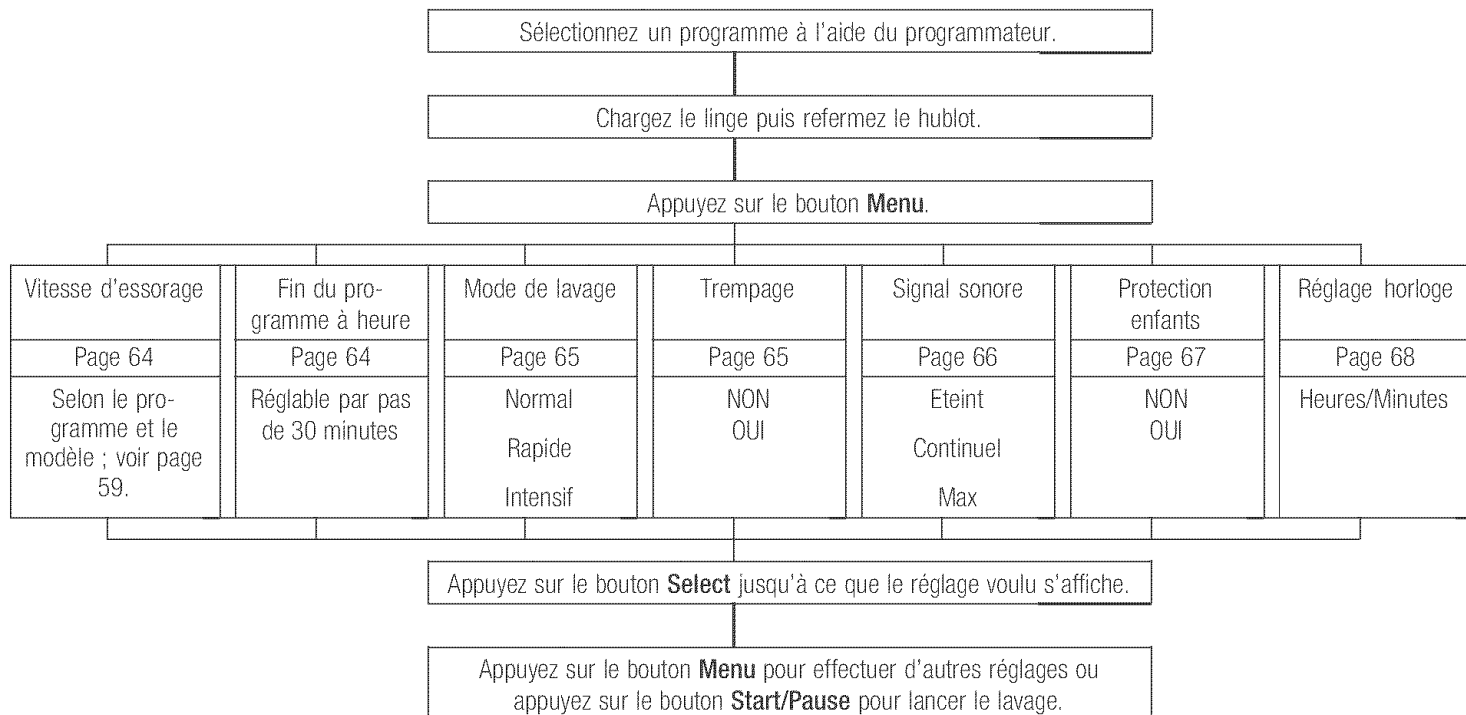 Sélectionnez un programme à l'aide du programmateur.
Chargez le linge puis refermez le hublot.
Appuyez sur le bouton Menu.
Vitesse d'essorage
Page 64
Selon le pro-
gramme et le
modèle ; voir page
59.
Fin du pro-
gramme à heure
Page 64
Réglable par pas
de 30 minutes
Mode de lavage
Page 65
Normal
Rapide
Intensif
Trempage
Page 65
NON
OUI
Signal sonore
Page 66
Eteint
Continuel
Max
Protection
enfants
Page 67
NON
OUI
Réglage horloge
Page 68
Heures/Minutes
Appuyez sur le bouton Select jusqu'à ce que le réglage voulu s'affiche.
Appuyez sur le bouton Menu pour effectuer d'autres réglages ou
appuyez sur le bouton Start/Pause pour lancer le lavage.